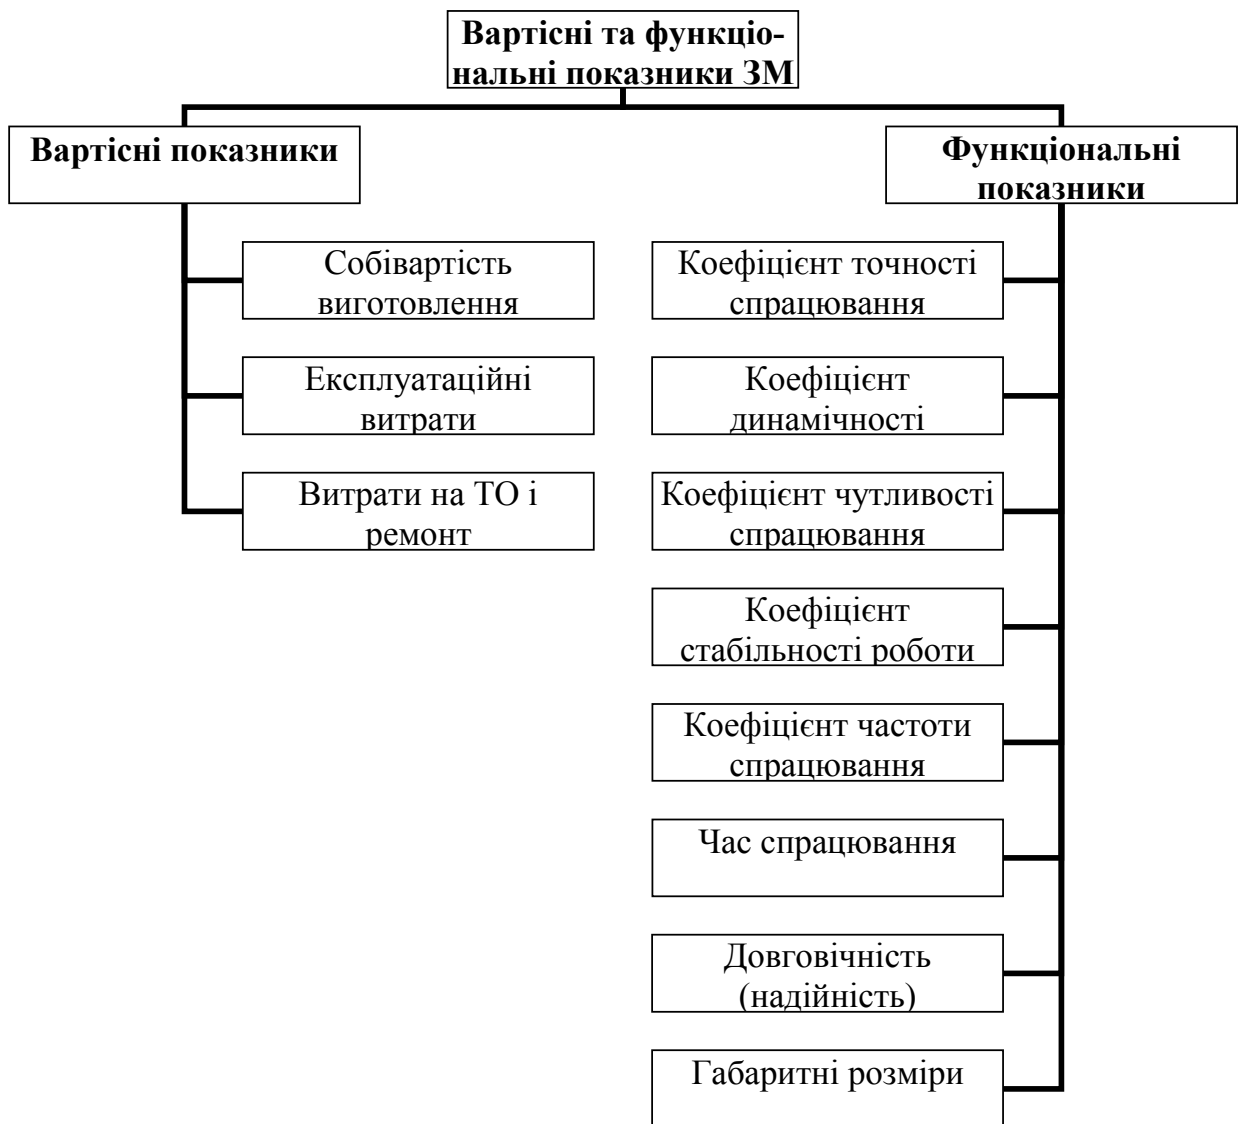 Вартісні та функціо-
нальні показники ЗМ
Вартісні показники
Функціональні
показники
Собівартість
виготовлення
Експлуатаційні
витрати
Витрати на ТО і
ремонт
Коефіцієнт точності
спрацювання
Коефіцієнт
динамічності
Коефіцієнт чутливості
спрацювання
Коефіцієнт
стабільності роботи
Коефіцієнт частоти
спрацювання
Час спрацювання
Довговічність
(надійність)
Габаритні розміри